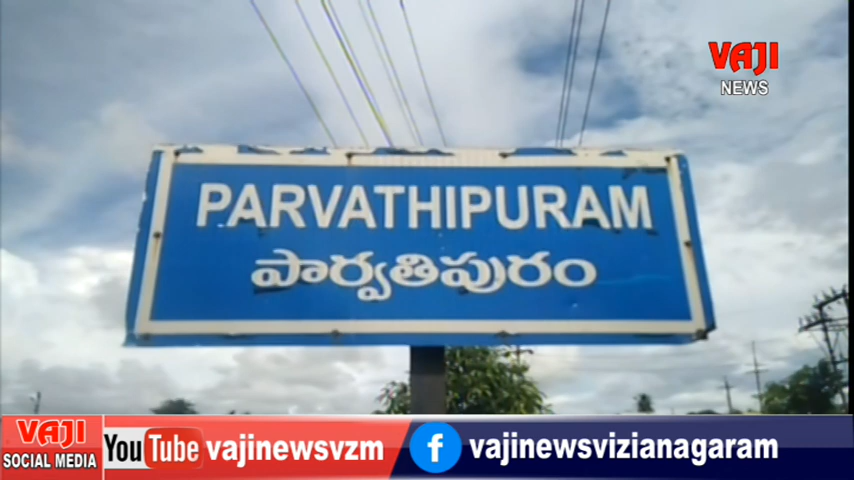 VAJI
NEWS
PARVATHIPURAM
పార్వతిపురం
VAJI
SOCIAL MEDIA
YouTube vajinewsvzm
f vajinewsvizianagaram